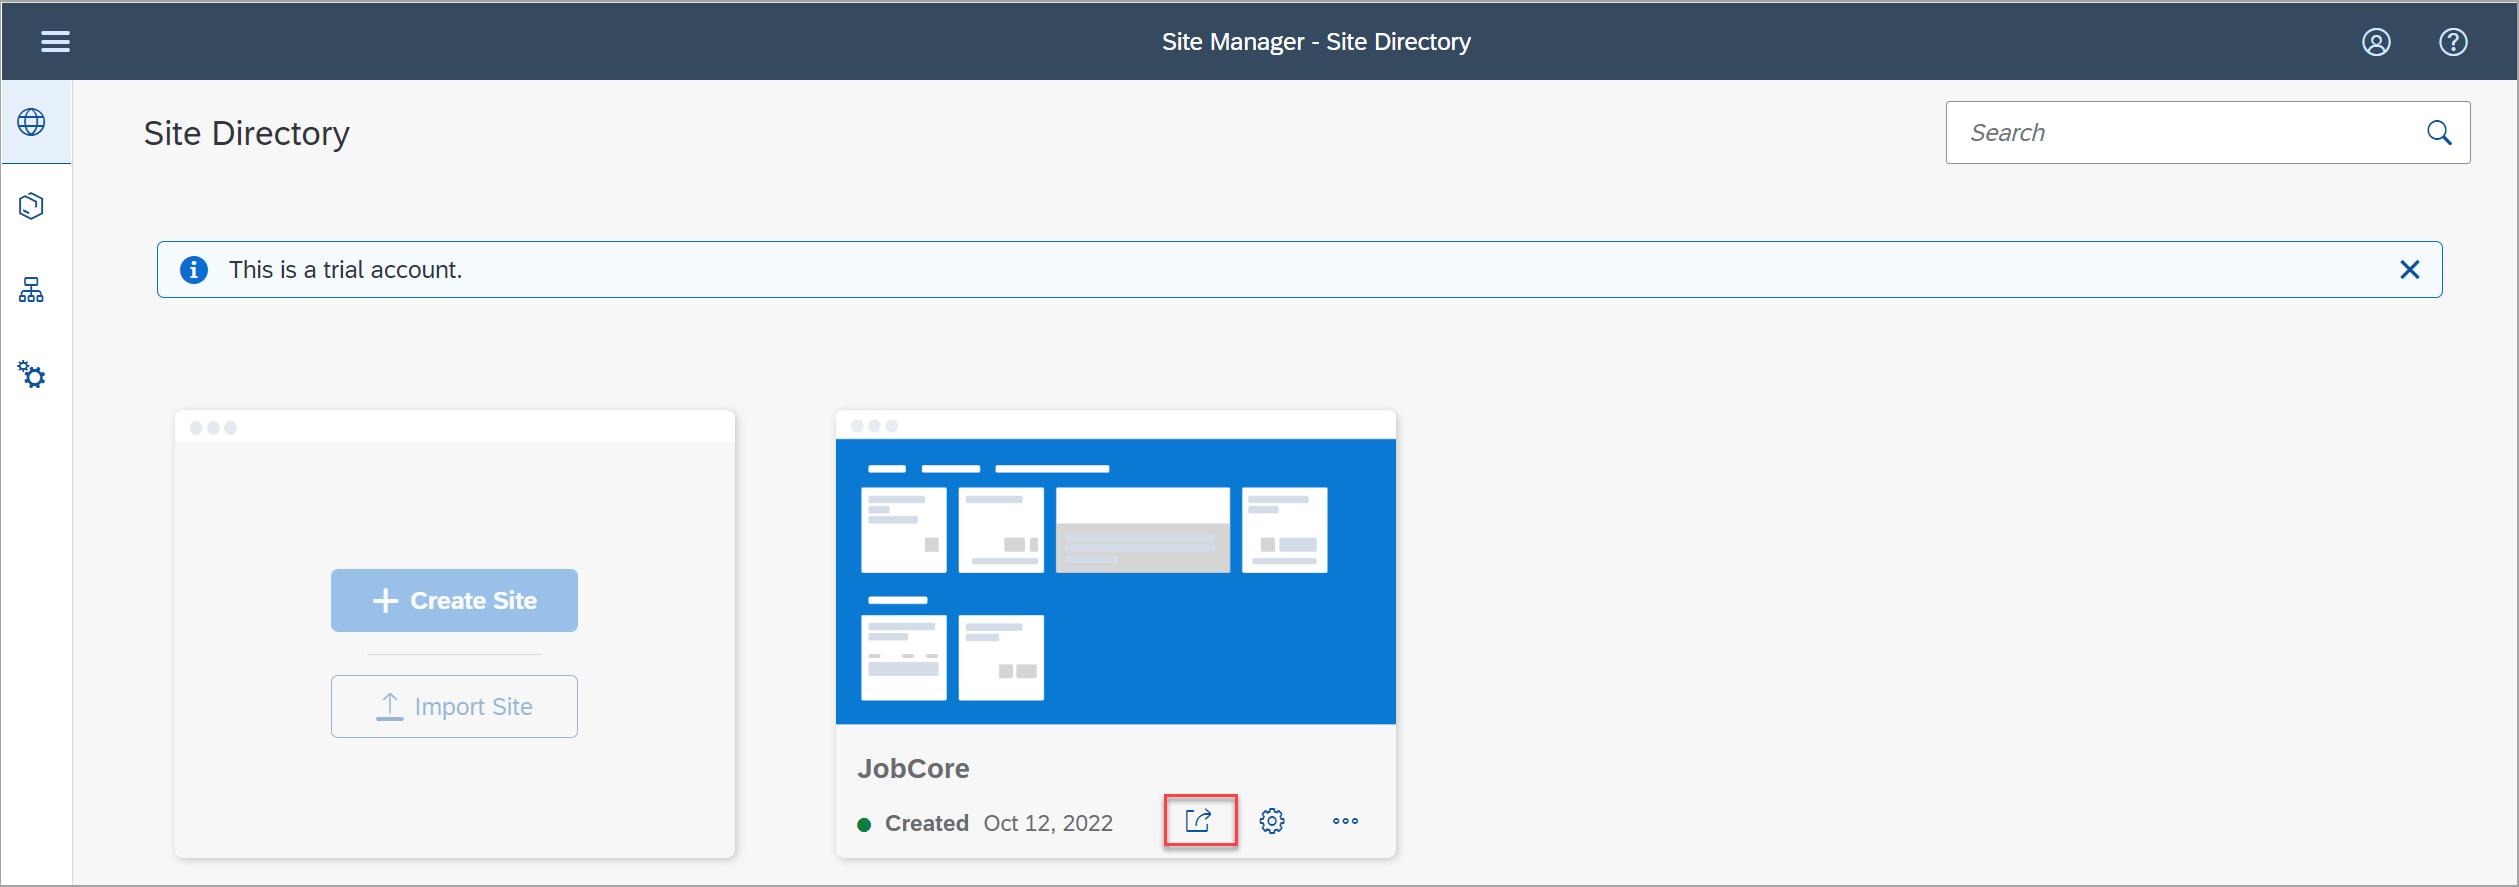 Site Manager - Site Directory
Site Directory
Search
This is a trial account.
Create Site
Import Site
JobCore
Created Oct 12, 2022